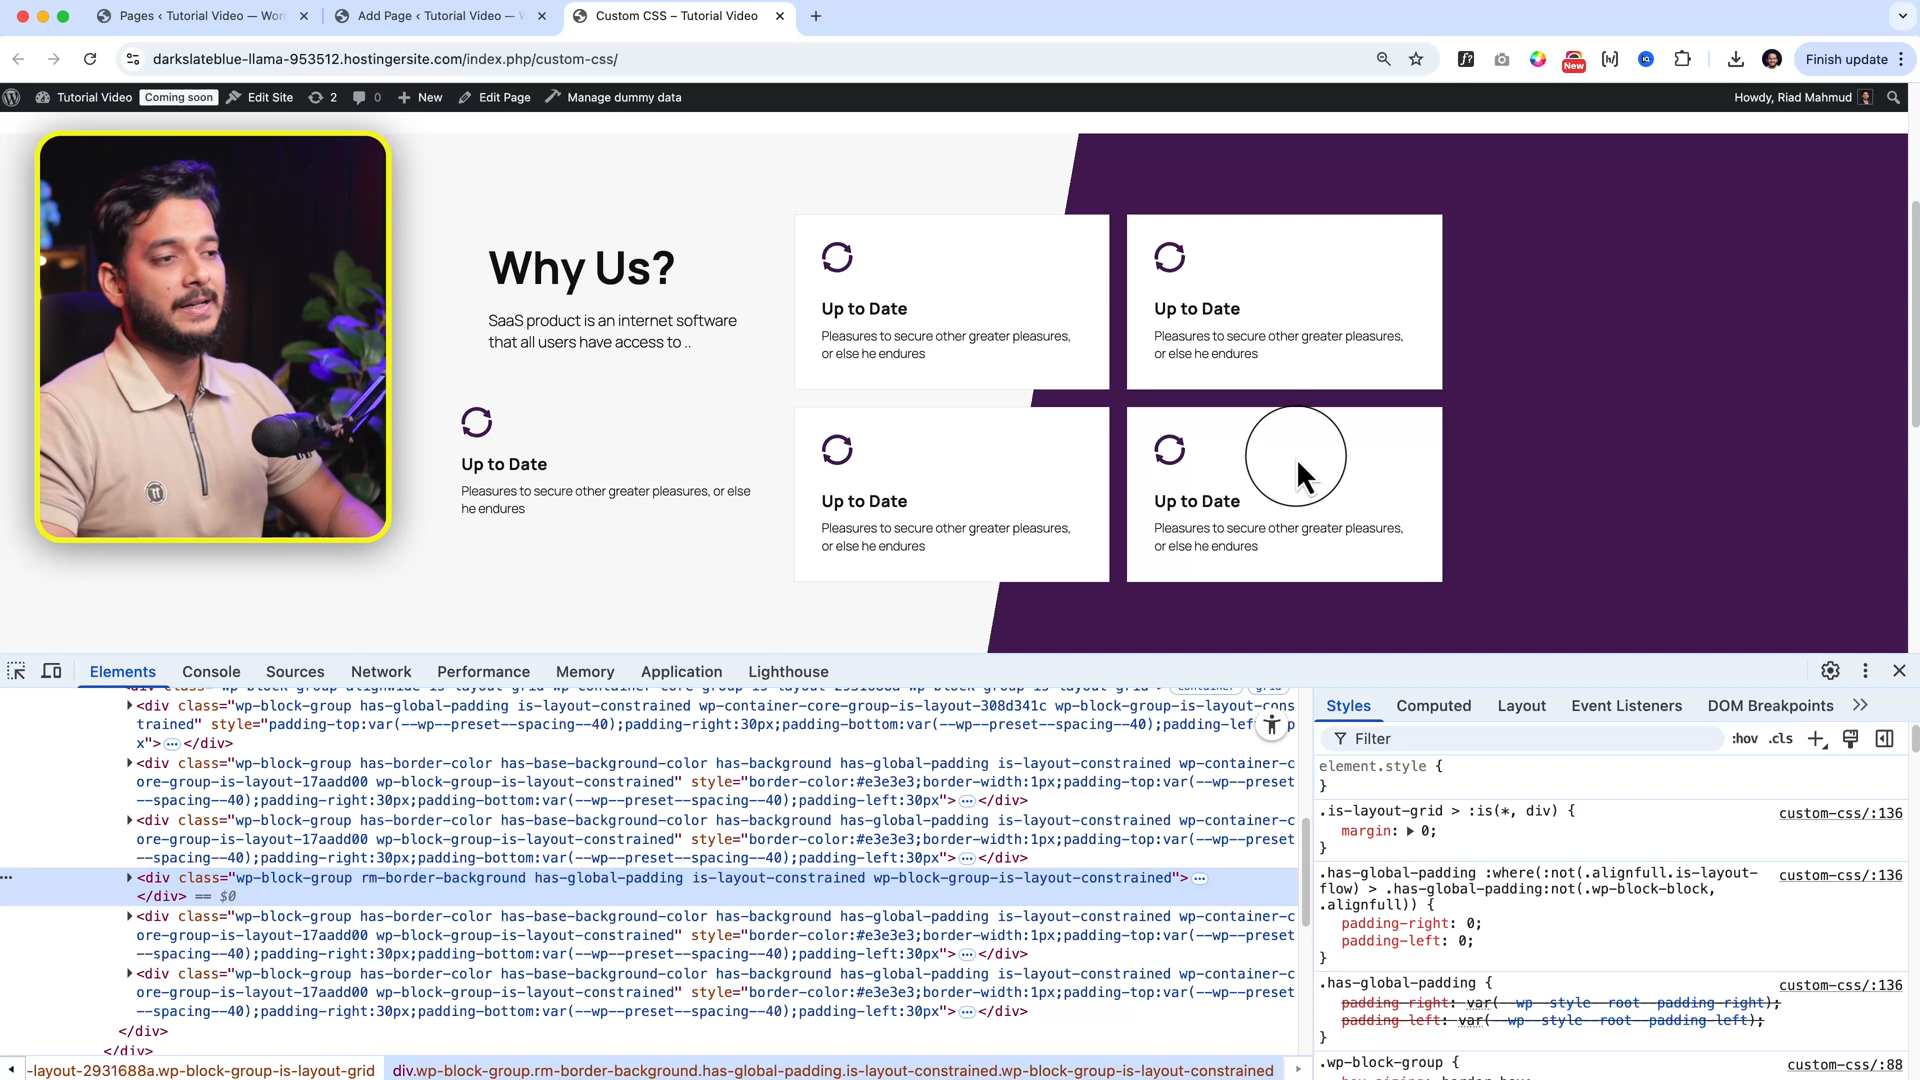 Pages ‹ Tutorial Video — Wor
Add Page ‹ Tutorial Video — W
Custom CSS – Tutorial Video
darkslateblue-llama-953512.hostingersite.com/index.php/custom-css/
New
Finish update
Tutorial Video
Coming soon
Edit Site
2
0
New
Edit Page
Manage dummy data
Howdy, Riad Mahmud
Why Us?
SaaS product is an internet software
that all users have access to ..
Up to Date
Pleasures to secure other greater pleasures, or else
he endures
Up to Date
Pleasures to secure other greater pleasures,
or else he endures
Up to Date
Pleasures to secure other greater pleasures,
or else he endures
Up to Date
Pleasures to secure other greater pleasures,
or else he endures
Up to Date
Pleasures to secure other greater pleasures,
or else he endures
Elements
Console
Sources
Network
Performance
Memory
Application
Lighthouse
<div class="wp-block-group has-global-padding is-layout-constrained wp-container-core-group-is-layout-308d341c wp-block-group-is-layout-cons
trained" style="padding-top:var(--wp--preset--spacing--40);padding-right:30px;padding-bottom:var(--wp--preset--spacing--40);padding-left
x">⋯</div>
<div class="wp-block-group has-border-color has-base-background-color has-background has-global-padding is-layout-constrained wp-container-c
ore-group-is-layout-17aadd00 wp-block-group-is-layout-constrained" style="border-color:#e3e3e3;border-width:1px;padding-top:var(--wp--preset
--spacing--40);padding-right:30px;padding-bottom:var(--wp--preset--spacing--40);padding-left:30px">⋯</div>
<div class="wp-block-group has-border-color has-base-background-color has-background has-global-padding is-layout-constrained wp-container-c
ore-group-is-layout-17aadd00 wp-block-group-is-layout-constrained" style="border-color:#e3e3e3;border-width:1px;padding-top:var(--wp--preset
--spacing--40);padding-right:30px;padding-bottom:var(--wp--preset--spacing--40);padding-left:30px">⋯</div>
<div class="wp-block-group rm-border-background has-global-padding is-layout-constrained wp-block-group-is-layout-constrained">⋯
</div> == $0
<div class="wp-block-group has-border-color has-base-background-color has-background has-global-padding is-layout-constrained wp-container-c
ore-group-is-layout-17aadd00 wp-block-group-is-layout-constrained" style="border-color:#e3e3e3;border-width:1px;padding-top:var(--wp--preset
--spacing--40);padding-right:30px;padding-bottom:var(--wp--preset--spacing--40);padding-left:30px">⋯</div>
<div class="wp-block-group has-border-color has-base-background-color has-background has-global-padding is-layout-constrained wp-container-c
ore-group-is-layout-17aadd00 wp-block-group-is-layout-constrained" style="border-color:#e3e3e3;border-width:1px;padding-top:var(--wp--preset
--spacing--40);padding-right:30px;padding-bottom:var(--wp--preset--spacing--40);padding-left:30px">⋯</div>
</div>
</div>
-layout-2931688a.wp-block-group-is-layout-grid
div.wp-block-group.rm-border-background.has-global-padding.is-layout-constrained.wp-block-group-is-layout-constrained
Styles
Computed
Layout
Event Listeners
DOM Breakpoints
Filter
:hov
.cls
element.style {
}
.is-layout-grid > :is(*, div) {
custom-css/:136
margin: 0;
}
.has-global-padding :where(:not(.alignfull.is-layout-
custom-css/:136
flow) > .has-global-padding:not(.wp-block-block,
.alignfull)) {
padding-right: 0;
padding-left: 0;
}
.has-global-padding {
custom-css/:136
padding-right: var(--wp--style--root--padding-right);
padding-left: var(--wp--style--root--padding-left);
}
.wp-block-group {
custom-css/:88